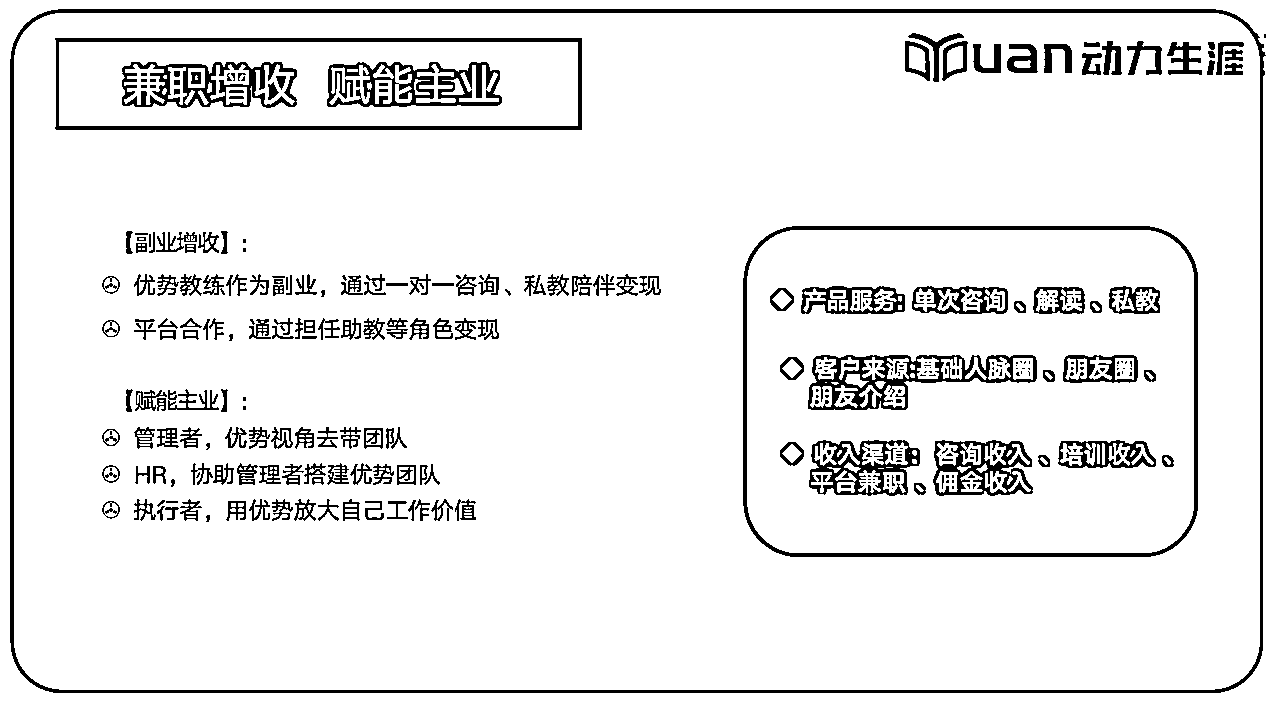 兼职增收 赋能主业
Yuan动力生涯
【副业增收】:
优势教练作为副业，通过一对一咨询、私教陪伴变现
平台合作，通过担任助教等角色变现
【赋能主业】:
管理者，优势视角去带团队
HR，协助管理者搭建优势团队
执行者，用优势放大自己工作价值
产品服务: 单次咨询、解读、私教
客户来源:基础人脉圈、朋友圈、
朋友介绍
收入渠道: 咨询收入、培训收入、
平台兼职、佣金收入